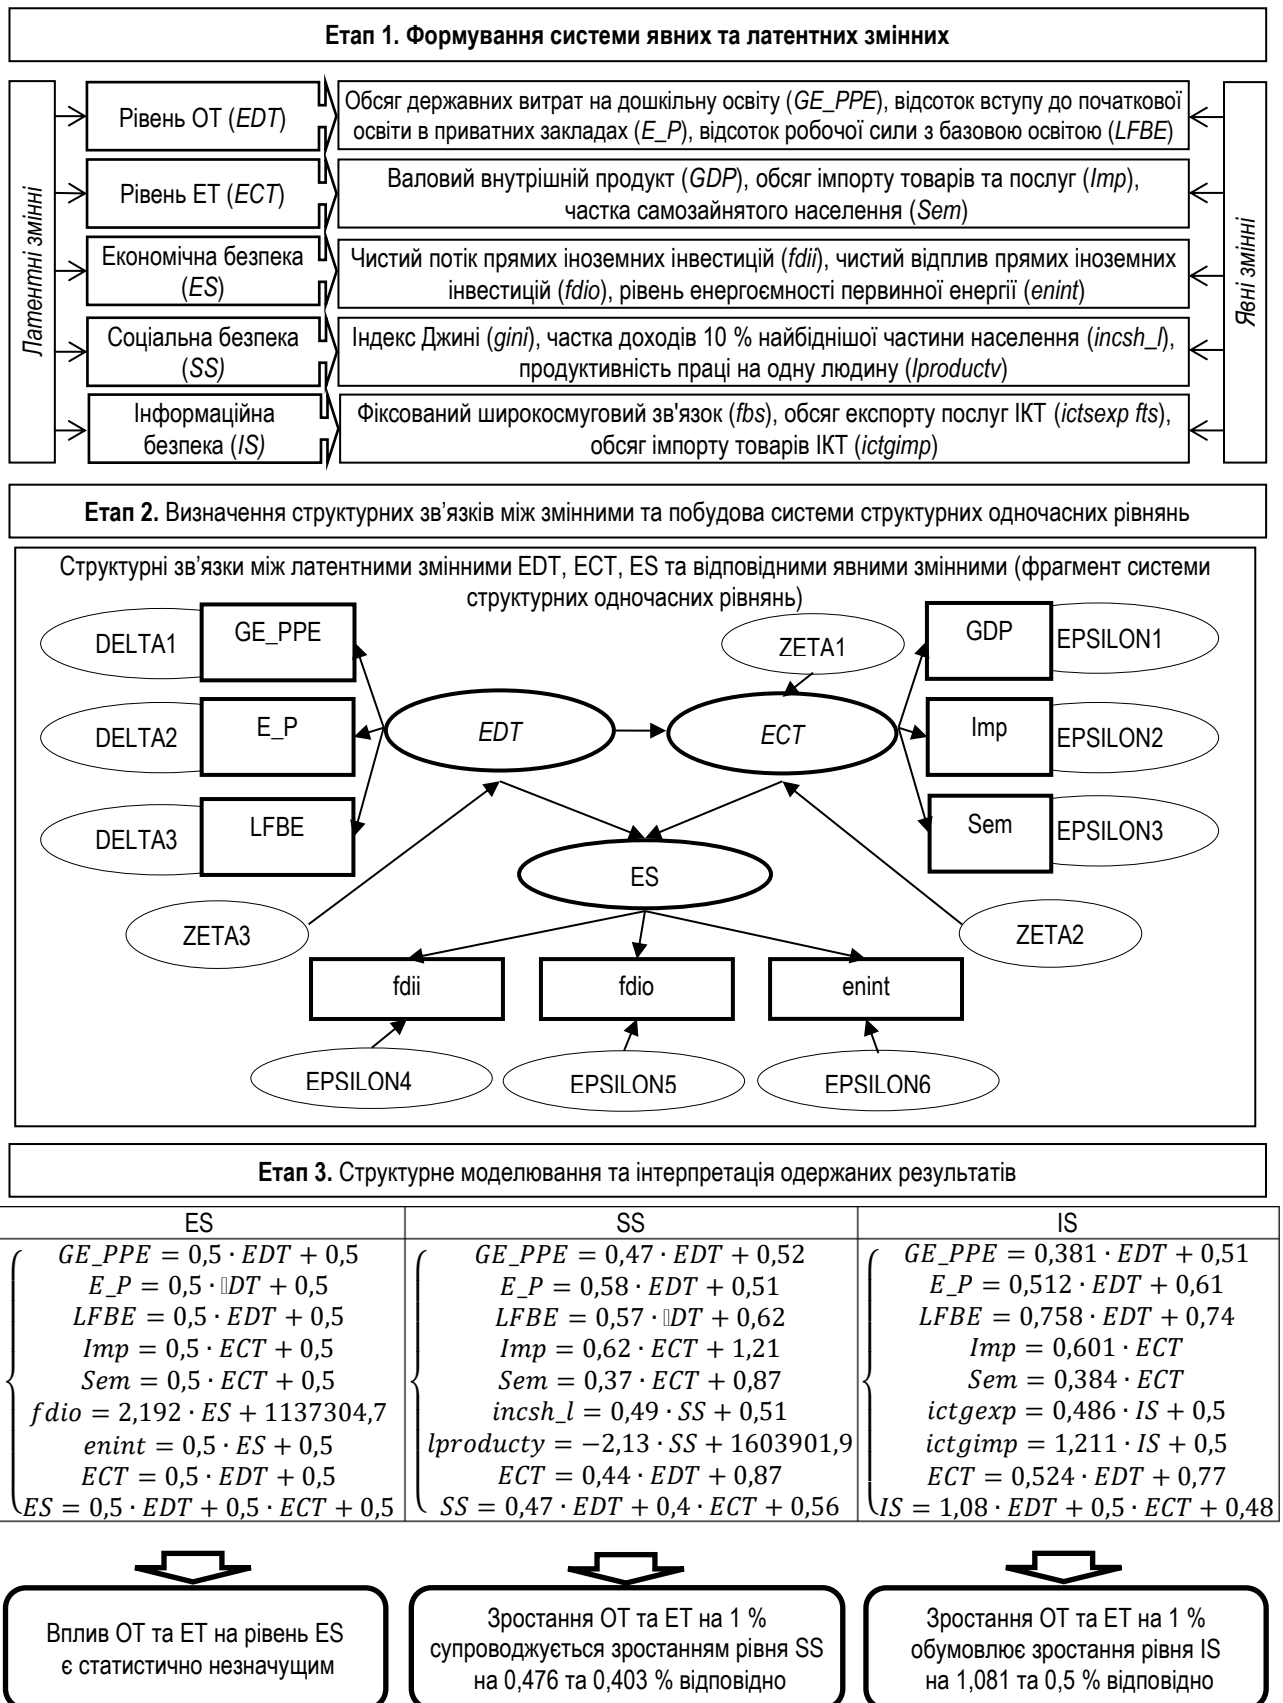 Етап 1. Формування системи явних та латентних змінних
Латентні змінні
Рівень ОТ (EDT)
Обсяг державних витрат на дошкільну освіту (GE_PPE), відсоток вступу до початкової
освіти в приватних закладах (E_P), відсоток робочої сили з базовою освітою (LFBE)
Рівень ЕТ (ECT)
Валовий внутрішній продукт (GDP), обсяг імпорту товарів та послуг (Imp),
частка самозайнятого населення (Sem)
Економічна безпека
(ES)
Чистий потік прямих іноземних інвестицій (fdii), чистий відплив прямих іноземних
інвестицій (fdio), рівень енергоємності первинної енергії (enint)
Соціальна безпека
(SS)
Індекс Джині (gini), частка доходів 10 % найбіднішої частини населення (incsh_l),
продуктивність праці на одну людину (lproductv)
Інформаційна
безпека (IS)
Фіксований широкосмуговий зв'язок (fbs), обсяг експорту послуг ІКТ (ictsexp fts),
обсяг імпорту товарів ІКТ (ictgimp)
Явні змінні
Етап 2. Визначення структурних зв’язків між змінними та побудова системи структурних одночасних рівнянь
Структурні зв’язки між латентними змінними EDT, ECT, ES та відповідними явними змінними (фрагмент системи
структурних одночасних рівнянь)
DELTA1
GE_PPE
ZETA1
GDP
EPSILON1
DELTA2
E_P
EDT
ECT
Imp
EPSILON2
DELTA3
LFBE
Sem
EPSILON3
ES
ZETA3
ZETA2
fdii
fdio
enint
EPSILON4
EPSILON5
EPSILON6
Етап 3. Структурне моделювання та інтерпретація одержаних результатів
ES
GE_PPE = 0,5 · EDT + 0,5
E_P = 0,5 · ▯DT + 0,5
LFBE = 0,5 · EDT + 0,5
Imp = 0,5 · ECT + 0,5
Sem = 0,5 · ECT + 0,5
fdio = 2,192 · ES + 1137304,7
enint = 0,5 · ES + 0,5
ECT = 0,5 · EDT + 0,5
ES = 0,5 · EDT + 0,5 · ECT + 0,5
SS
GE_PPE = 0,47 · EDT + 0,52
E_P = 0,58 · EDT + 0,51
LFBE = 0,57 · ▯DT + 0,62
Imp = 0,62 · ECT + 1,21
Sem = 0,37 · ECT + 0,87
incsh_l = 0,49 · SS + 0,51
lproducty = −2,13 · SS + 1603901,9
ECT = 0,44 · EDT + 0,87
SS = 0,47 · EDT + 0,4 · ECT + 0,56
IS
GE_PPE = 0,381 · EDT + 0,51
E_P = 0,512 · EDT + 0,61
LFBE = 0,758 · EDT + 0,74
Imp = 0,601 · ECT
Sem = 0,384 · ECT
ictgexp = 0,486 · IS + 0,5
ictgimp = 1,211 · IS + 0,5
ECT = 0,524 · EDT + 0,77
IS = 1,08 · EDT + 0,5 · ECT + 0,48
Вплив ОТ та ЕТ на рівень ES
є статистично незначущим
Зростання ОТ та ЕТ на 1 %
супроводжується зростанням рівня SS
на 0,476 та 0,403 % відповідно
Зростання ОТ та ЕТ на 1 %
обумовлює зростання рівня IS
на 1,081 та 0,5 % відповідно